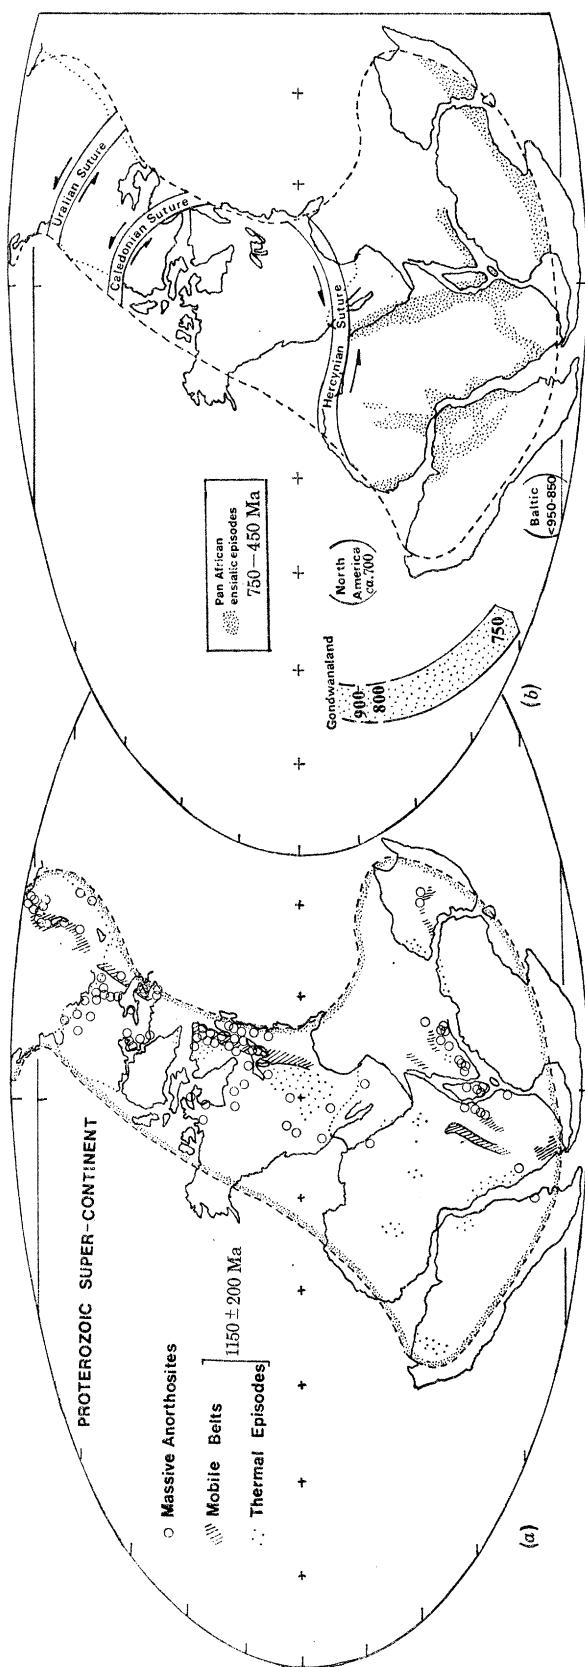 PROTEROZOIC SUPER-CONTINENT
Massive Anorthosites
Mobile Belts
1150 ± 200 Ma
Thermal Episodes
(a)
Uralian Suture
Caledonian Suture
Hercynian Suture
Pan African
ensialic episodes
750—450 Ma
Gondwanaland
900-
800
750
(North
America
ca.700)
(Baltic
<950-850)
(b)